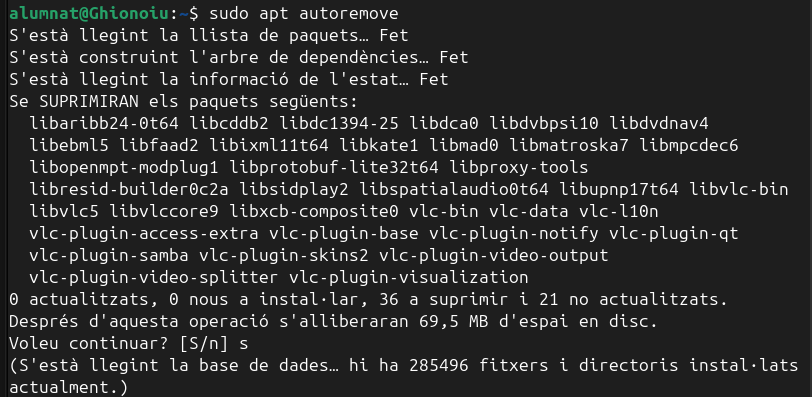 alumnat@Ghionoiu:~$ sudo apt autoremove
S'està llegint la llista de paquets… Fet
S'està construint l'arbre de dependències… Fet
S'està llegint la informació de l'estat… Fet
Se SUPRIMIRAN els paquets següents:
  libaribb24-0t64 libcddb2 libdc1394-25 libdca0 libdvbpsi10 libdvdnav4
  libebml5 libfaad2 libixml11t64 libkate1 libmad0 libmatroska7 libmpcdec6
  libopenmpt-modplug1 libprotobuf-lite32t64 libproxy-tools
  libresid-builder0c2a libsidplay2 libspatialaudio0t64 libupnp17t64 libvlc-bin
  libvlc5 libvlccore9 libxcb-composite0 vlc-bin vlc-data vlc-l10n
  vlc-plugin-access-extra vlc-plugin-base vlc-plugin-notify vlc-plugin-qt
  vlc-plugin-samba vlc-plugin-skins2 vlc-plugin-video-output
  vlc-plugin-video-splitter vlc-plugin-visualization
0 actualitzats, 0 nous a instal·lar, 36 a suprimir i 21 no actualitzats.
Després d'aquesta operació s'alliberaran 69,5 MB d'espai en disc.
Voleu continuar? [S/n] s
(S'està llegint la base de dades… hi ha 285496 fitxers i directoris instal·lats
actualment.)